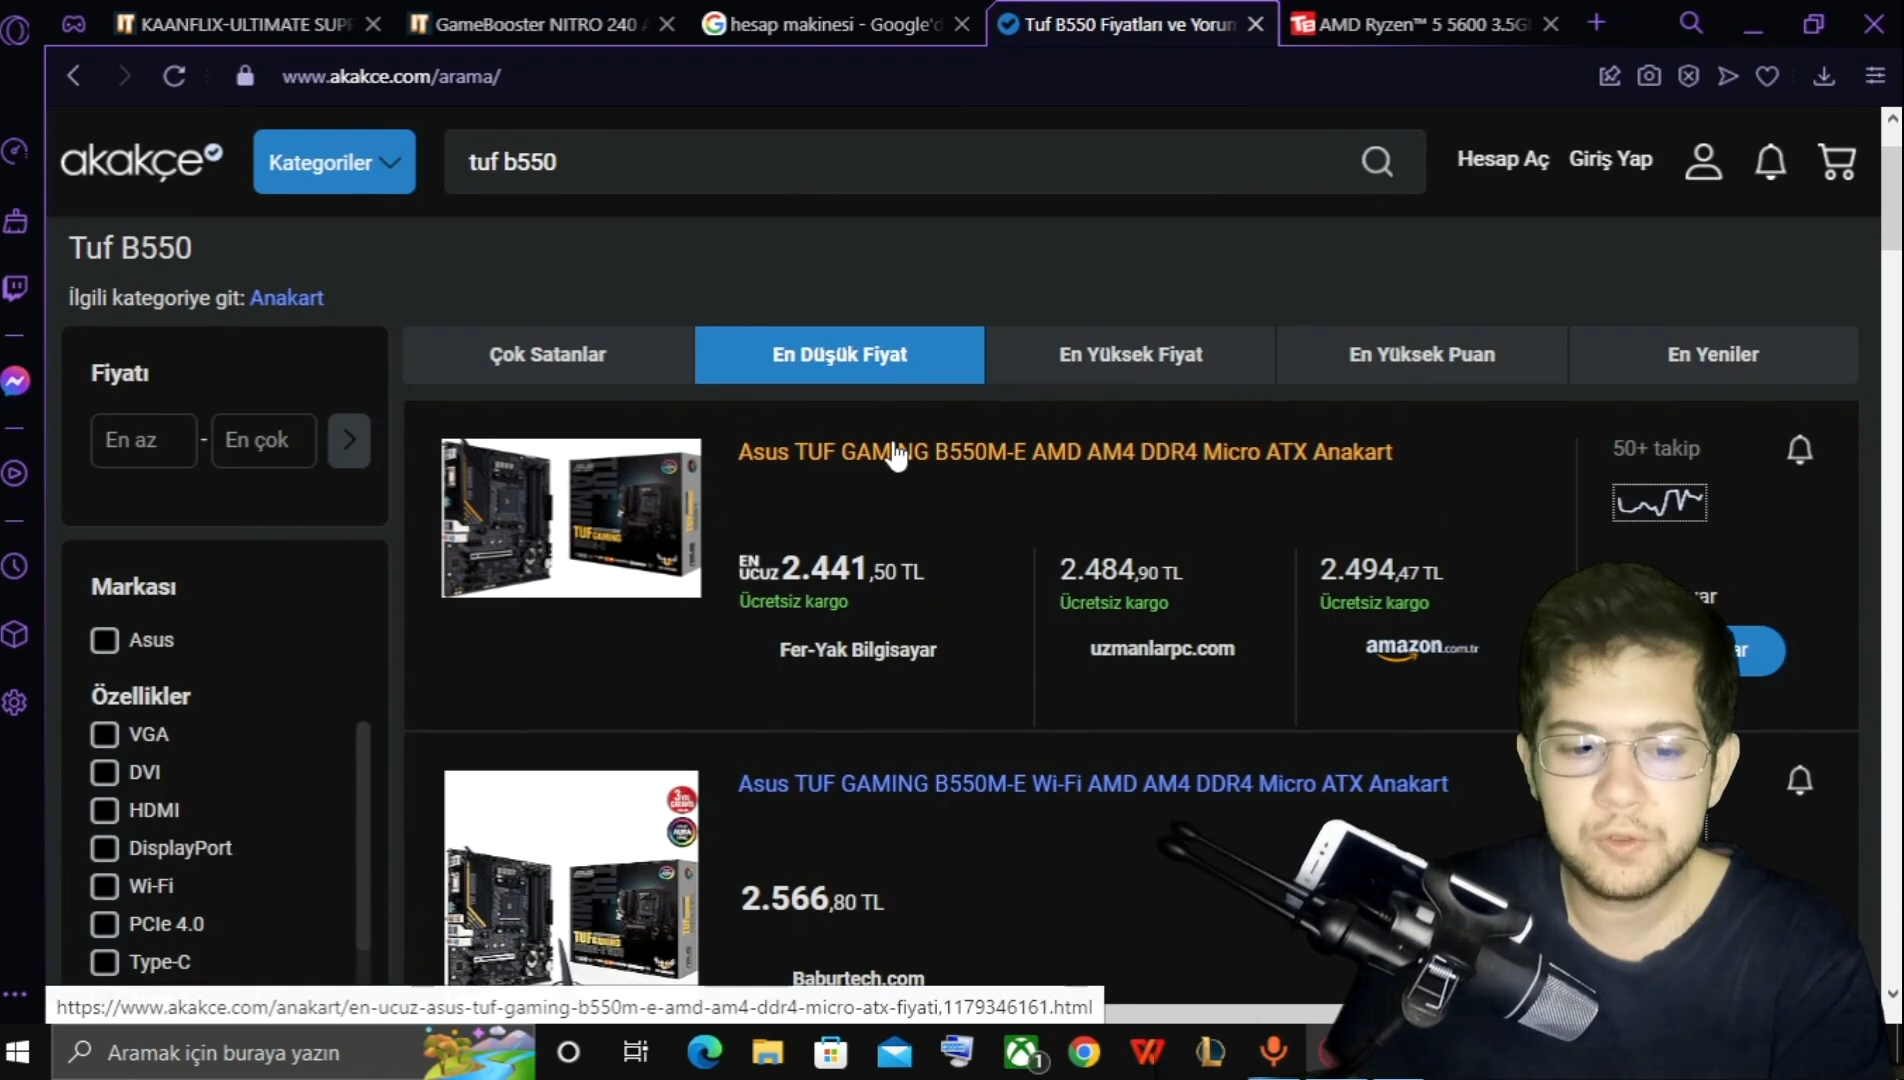 KAANFLIX-ULTIMATE SUPE
GameBooster NITRO 240 A
hesap makinesi - Google'd
Tuf B550 Fiyatları ve Yorum
AMD Ryzen™ 5 5600 3.5G
www.akakce.com/arama/
akakçe
Kategoriler
tuf b550
Hesap Aç
Giriş Yap
Tuf B550
İlgili kategoriye git: Anakart
Fiyatı
En az - En çok
Çok Satanlar
En Düşük Fiyat
En Yüksek Fiyat
En Yüksek Puan
En Yeniler
Asus TUF GAMING B550M-E AMD AM4 DDR4 Micro ATX Anakart
50+ takip
TUF GAMING
EN UCUZ 2.441,50 TL
Ücretsiz kargo
Fer-Yak Bilgisayar
2.484,90 TL
Ücretsiz kargo
uzmanlarpc.com
2.494,47 TL
Ücretsiz kargo
amazon.com.tr
ar
ar
Markası
Asus
Özellikler
VGA
DVI
HDMI
DisplayPort
Wi-Fi
PCIe 4.0
Type-C
Asus TUF GAMING B550M-E Wi-Fi AMD AM4 DDR4 Micro ATX Anakart
2.566,80 TL
Baburtech.com
https://www.akakce.com/anakart/en-ucuz-asus-tuf-gaming-b550m-e-amd-am4-ddr4-micro-atx-fiyati,1179346161.html
Aramak için buraya yazın
1